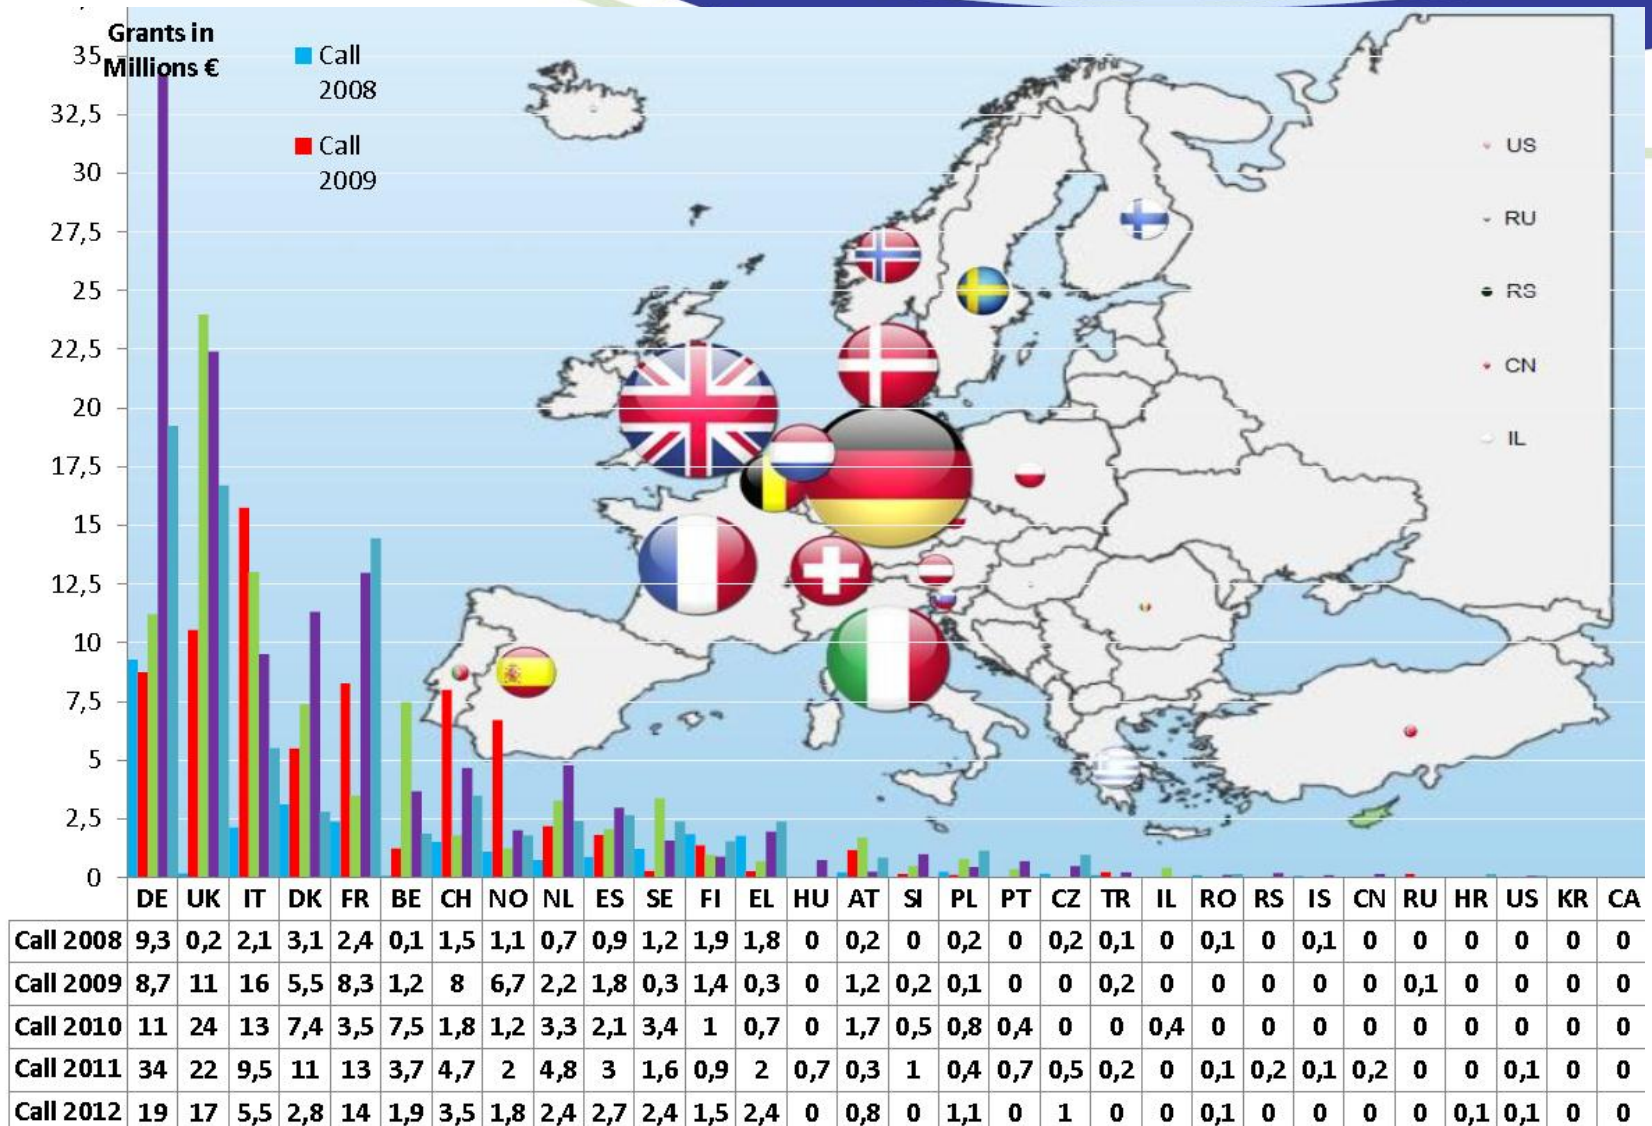 Grants in
Millions €
Call
2008
Call
2009
35
32,5
30
27,5
25
22,5
20
17,5
15
12,5
10
7,5
5
2,5
0
US
RU
RS
CN
IL
DE UK IT DK FR BE CH NO NL ES SE FI EL HU AT SI PL PT CZ TR IL RO RS IS CN RU HR US KR CA
Call 2008 9,3 0,2 2,1 3,1 2,4 0,1 1,5 1,1 0,7 0,9 1,2 1,9 1,8 0 0,2 0 0,2 0 0,2 0,1 0 0,1 0 0,1 0 0 0 0 0 0
Call 2009 8,7 11 16 5,5 8,3 1,2 8 6,7 2,2 1,8 0,3 1,4 0,3 0 1,2 0,2 0,1 0 0 0,2 0 0 0 0 0 0,1 0 0 0 0
Call 2010 11 24 13 7,4 3,5 7,5 1,8 1,2 3,3 2,1 3,4 1 0,7 0 1,7 0,5 0,8 0,4 0 0 0,4 0 0 0 0 0 0 0 0 0
Call 2011 34 22 9,5 11 13 3,7 4,7 2 4,8 3 1,6 0,9 2 0,7 0,3 1 0,4 0,7 0,5 0,2 0 0,1 0,2 0,1 0,2 0 0 0,1 0 0
Call 2012 19 17 5,5 2,8 14 1,9 3,5 1,8 2,4 2,7 2,4 1,5 2,4 0 0,8 0 1,1 0 1 0 0 0,1 0 0 0 0 0,1 0,1 0 0